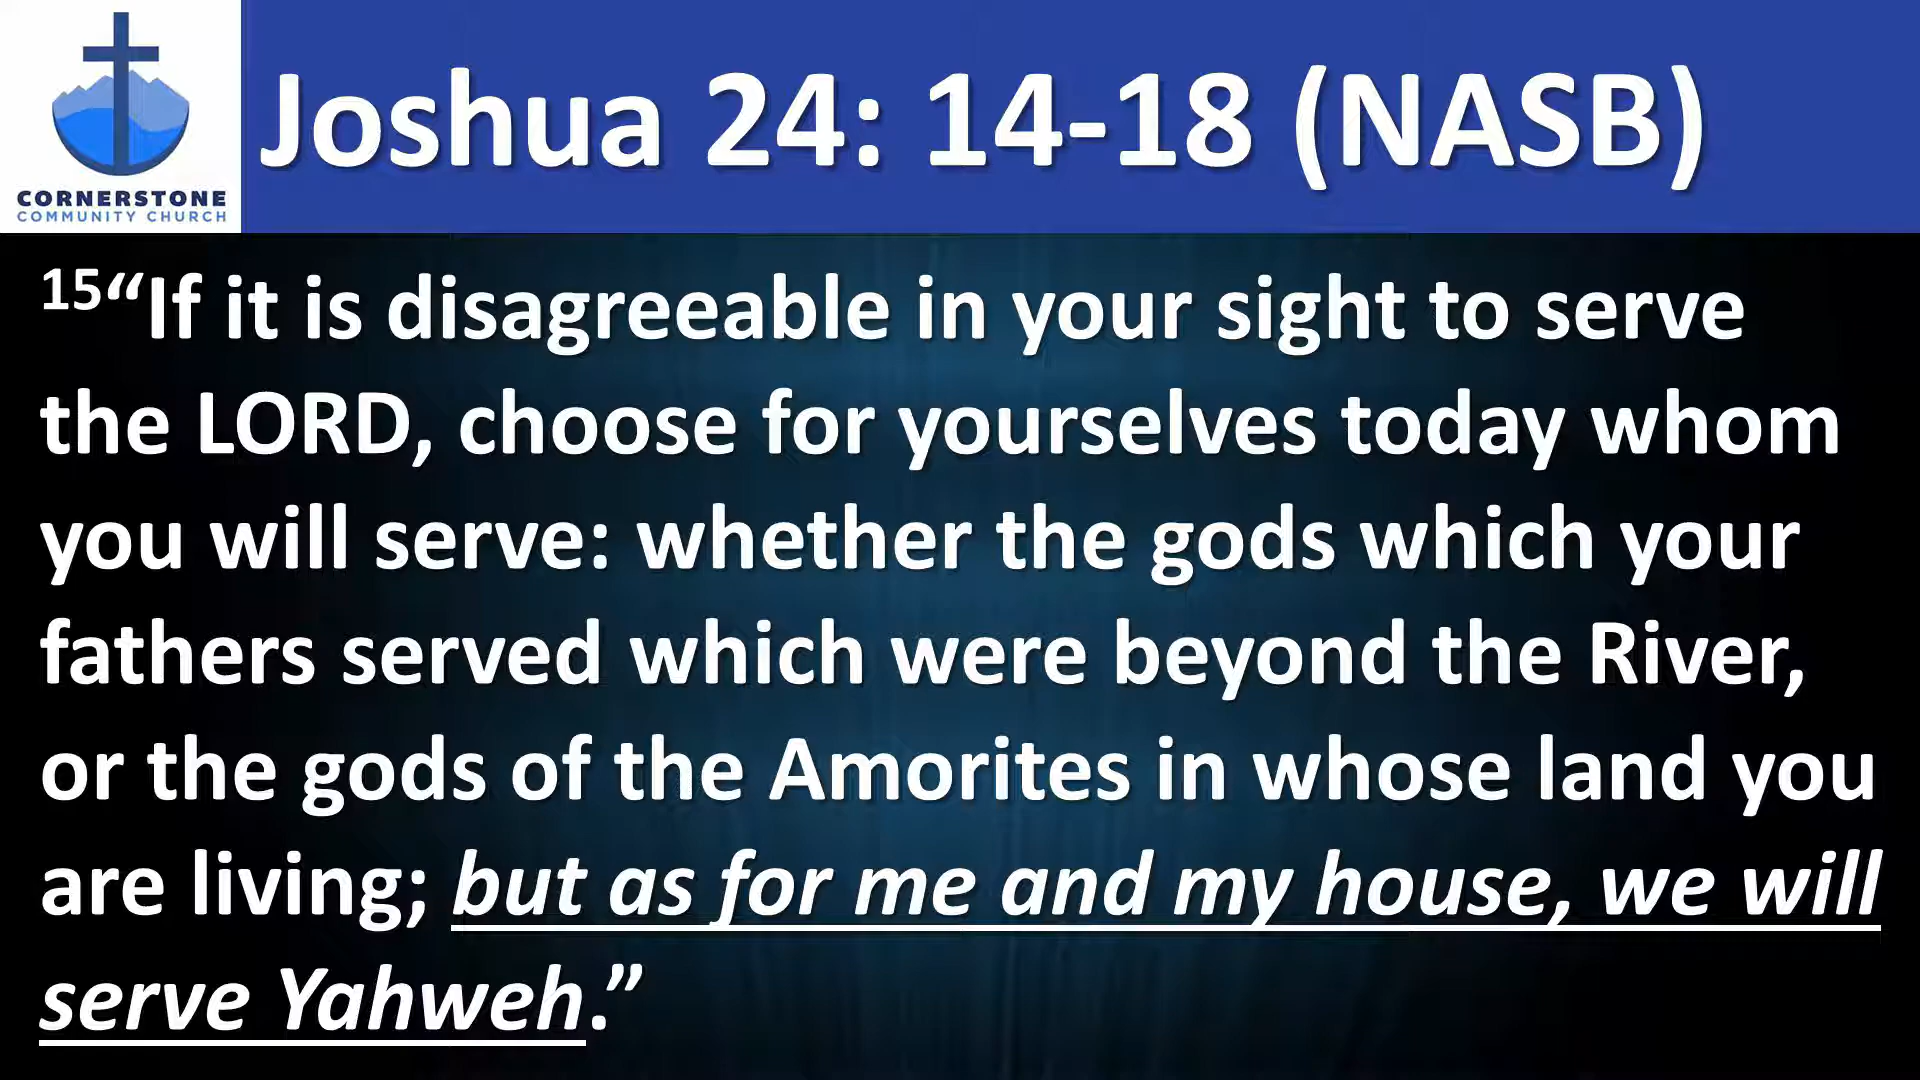 CORNERSTONE
COMMUNITY CHURCH
Joshua 24: 14-18 (NASB)
15“If it is disagreeable in your sight to serve
the LORD, choose for yourselves today whom
you will serve: whether the gods which your
fathers served which were beyond the River,
or the gods of the Amorites in whose land you
are living; but as for me and my house, we will
serve Yahweh.”